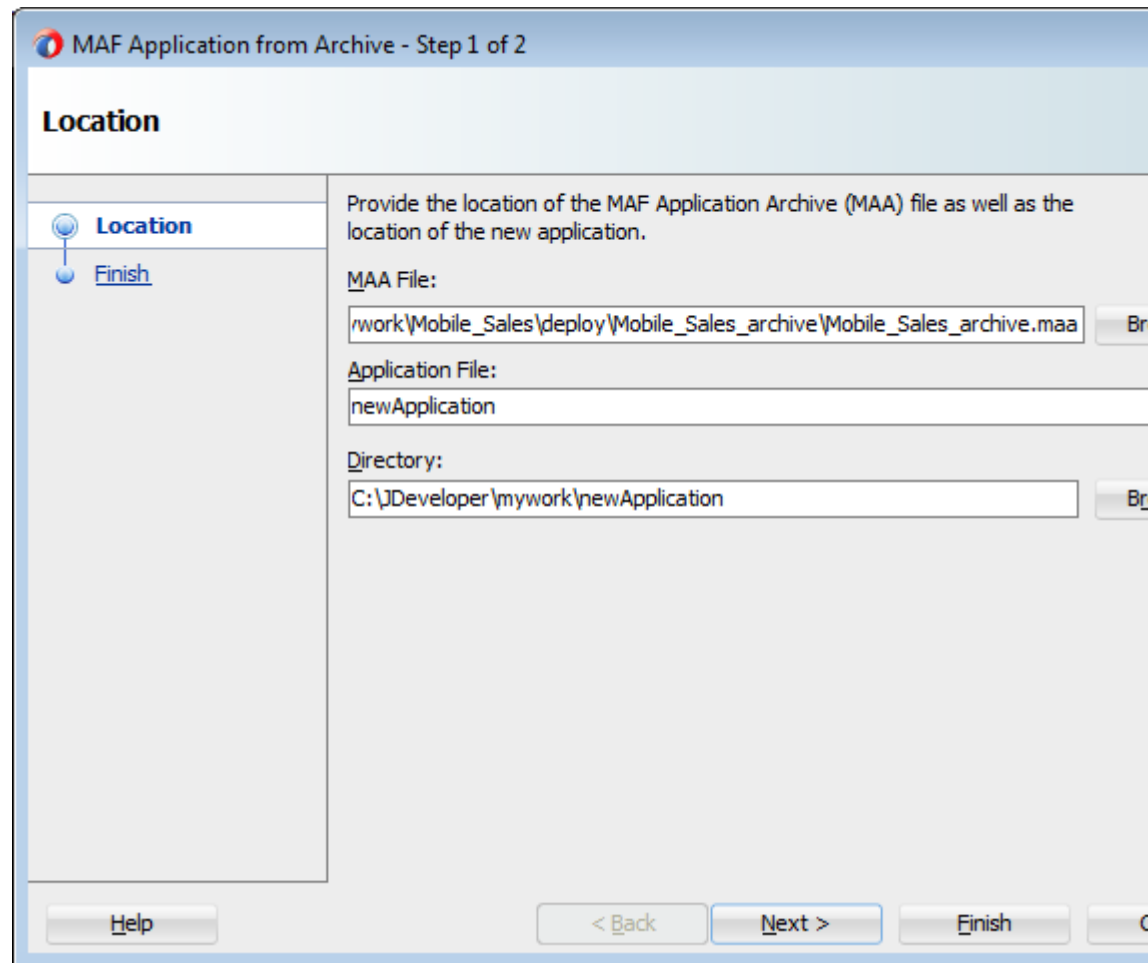 MAF Application from Archive - Step 1 of 2
Location
Location
Finish
Provide the location of the MAF Application Archive (MAA) file as well as the
location of the new application.
MAA File:
\Mobile_Sales\deploy\Mobile_Sales_archive\Mobile_Sales_archive.maa
Application File:
newApplication
Directory:
C:\JDeveloper\mywork\newApplication
Help
< Back
Next >
Finish